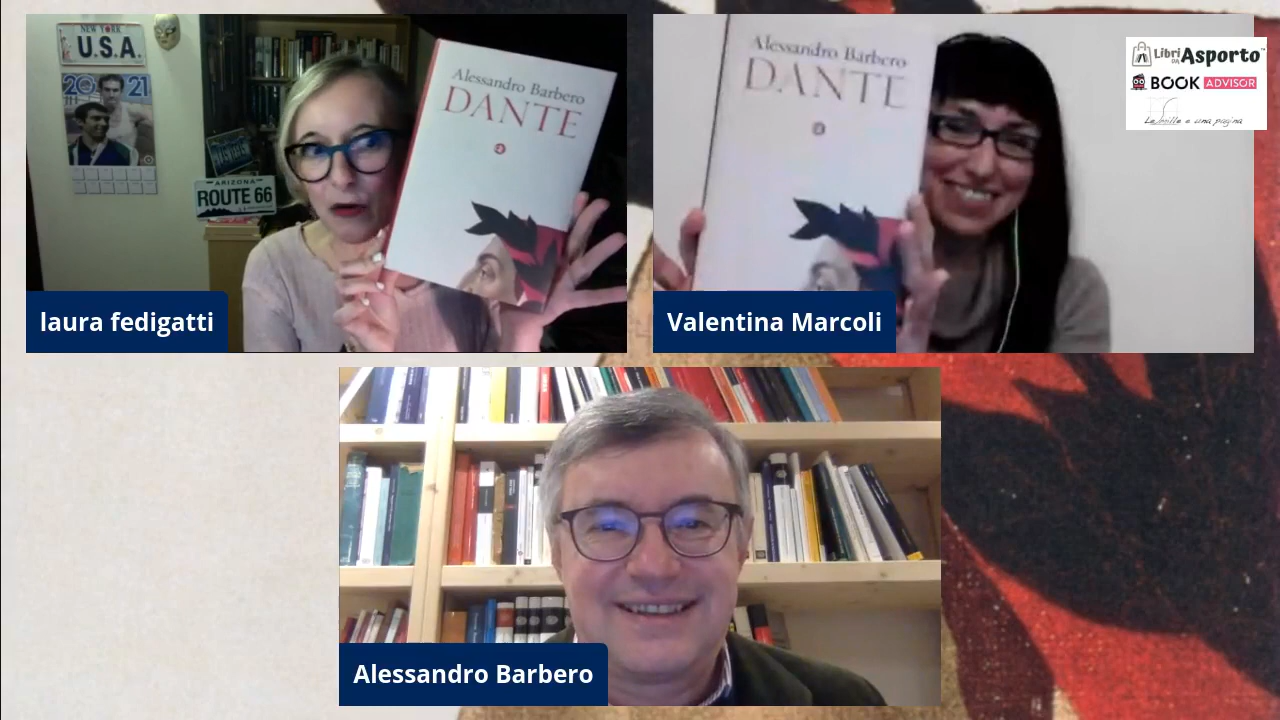 NEW YORK
U.S.A.
2021
ARIZONA
ROUTE 66
Alessandro Barbero
DANTE
laura fedigatti
Alessandro Barbero
DANTE
Valentina Marcoli
Libri DA Asporto
BOOK ADVISOR
Le mille e una pagina
Alessandro Barbero